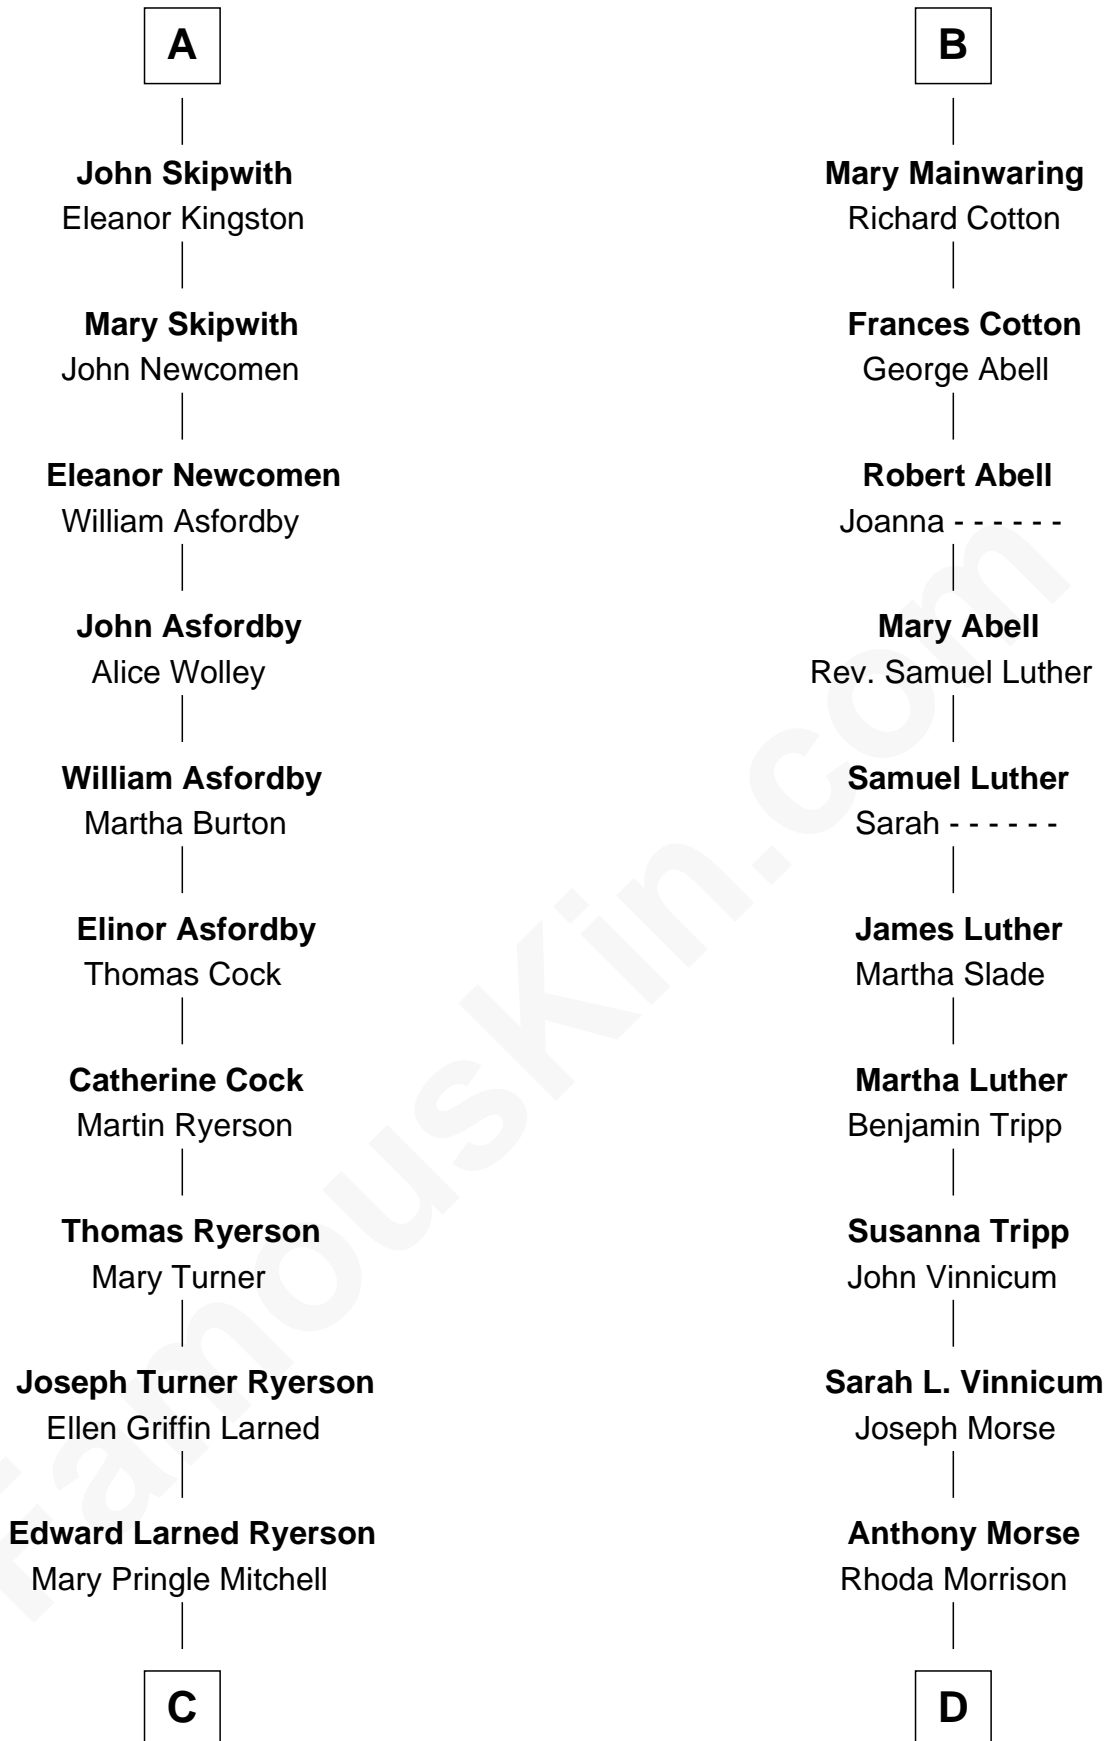 A
John Skipwith
Eleanor Kingston
Mary Skipwith
John Newcomen
Eleanor Newcomen
William Asfordby
John Asfordby
Alice Wolley
William Asfordby
Martha Burton
Elinor Asfordby
Thomas Cock
Catherine Cock
Martin Ryerson
Thomas Ryerson
Mary Turner
Joseph Turner Ryerson
Ellen Griffin Larned
Edward Larned Ryerson
Mary Pringle Mitchell
C
B
Mary Mainwaring
Richard Cotton
Frances Cotton
George Abell
Robert Abell
Joanna - - - - - -
Mary Abell
Rev. Samuel Luther
Samuel Luther
Sarah - - - - - -
James Luther
Martha Slade
Martha Luther
Benjamin Tripp
Susanna Tripp
John Vinnicum
Sarah L. Vinnicum
Joseph Morse
Anthony Morse
Rhoda Morrison
D
FamousKin.com